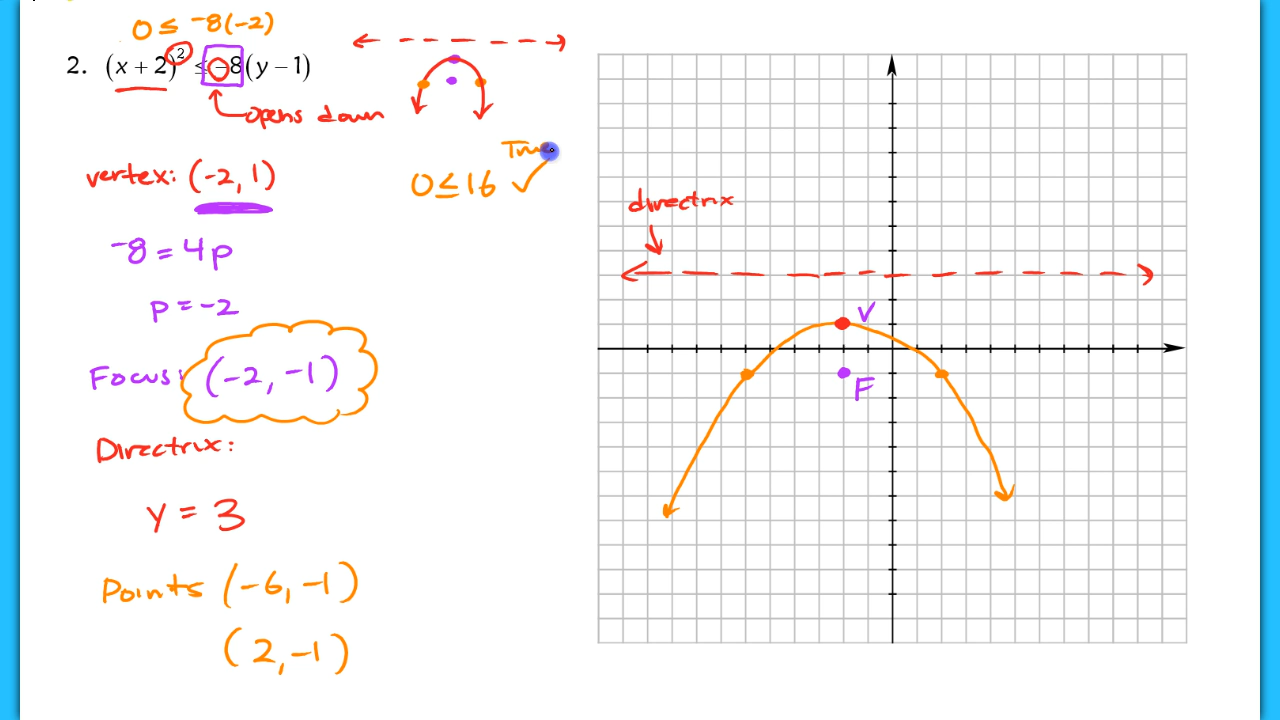 0 ≤ ⁻8(-2)
2. (x + 2)² ≤ -8(y - 1)
opens down
vertex: (-2, 1)
True
0 ≤ 16 ✓
-8 = 4p
p = -2
Focus: (-2, -1)
Directrix:
y = 3
Points (-6, -1)
(2, -1)
directrix
V
F